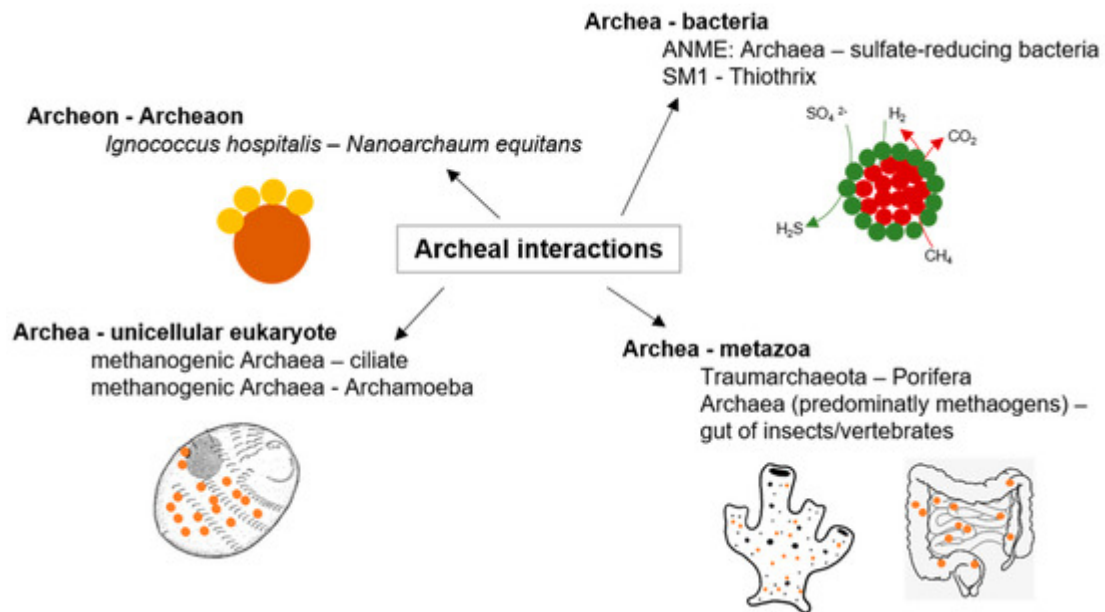 Archea - bacteria
ANME: Archaea – sulfate-reducing bacteria
SM1 - Thiothrix
Archeon - Archeaon
Ignococcus hospitalis – Nanoarchaum equitans
SO₄ ²⁻
H₂
CO₂
H₂S
CH₄
Archeal interactions
Archea - unicellular eukaryote
methanogenic Archaea – ciliate
methanogenic Archaea - Archamoeba
Archea - metazoa
Traumarchaeota – Porifera
Archaea (predominatly methaogens) –
gut of insects/vertebrates